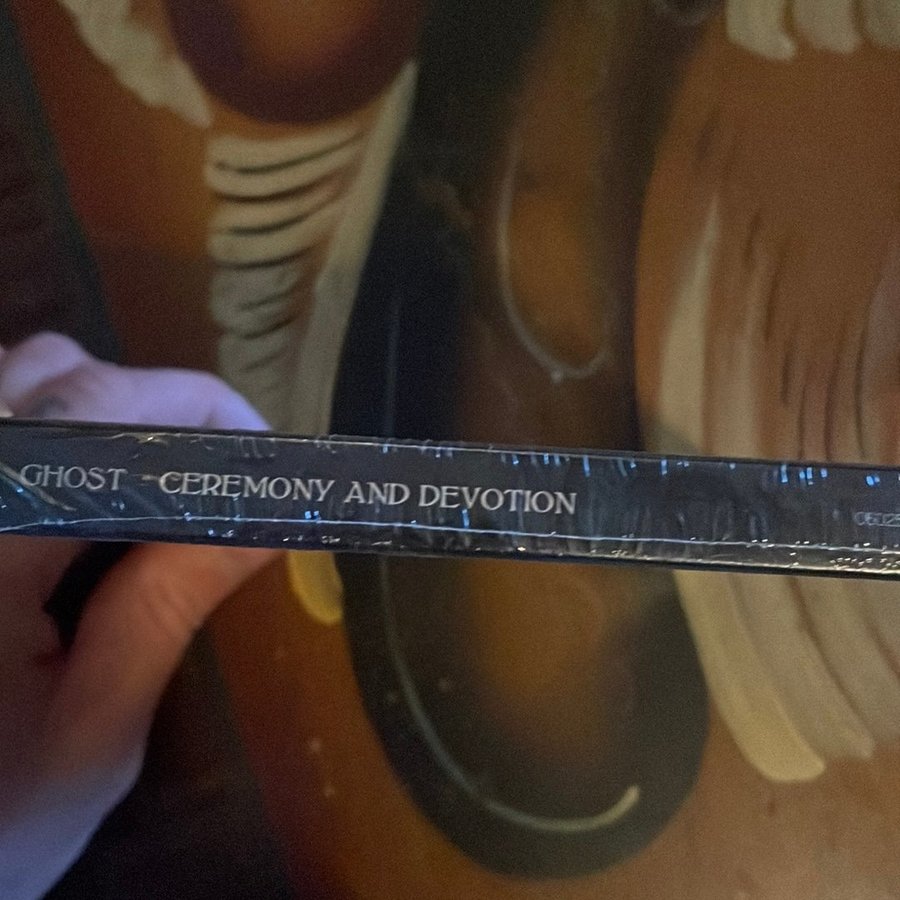 GHOST - CEREMONY AND DEVOTION